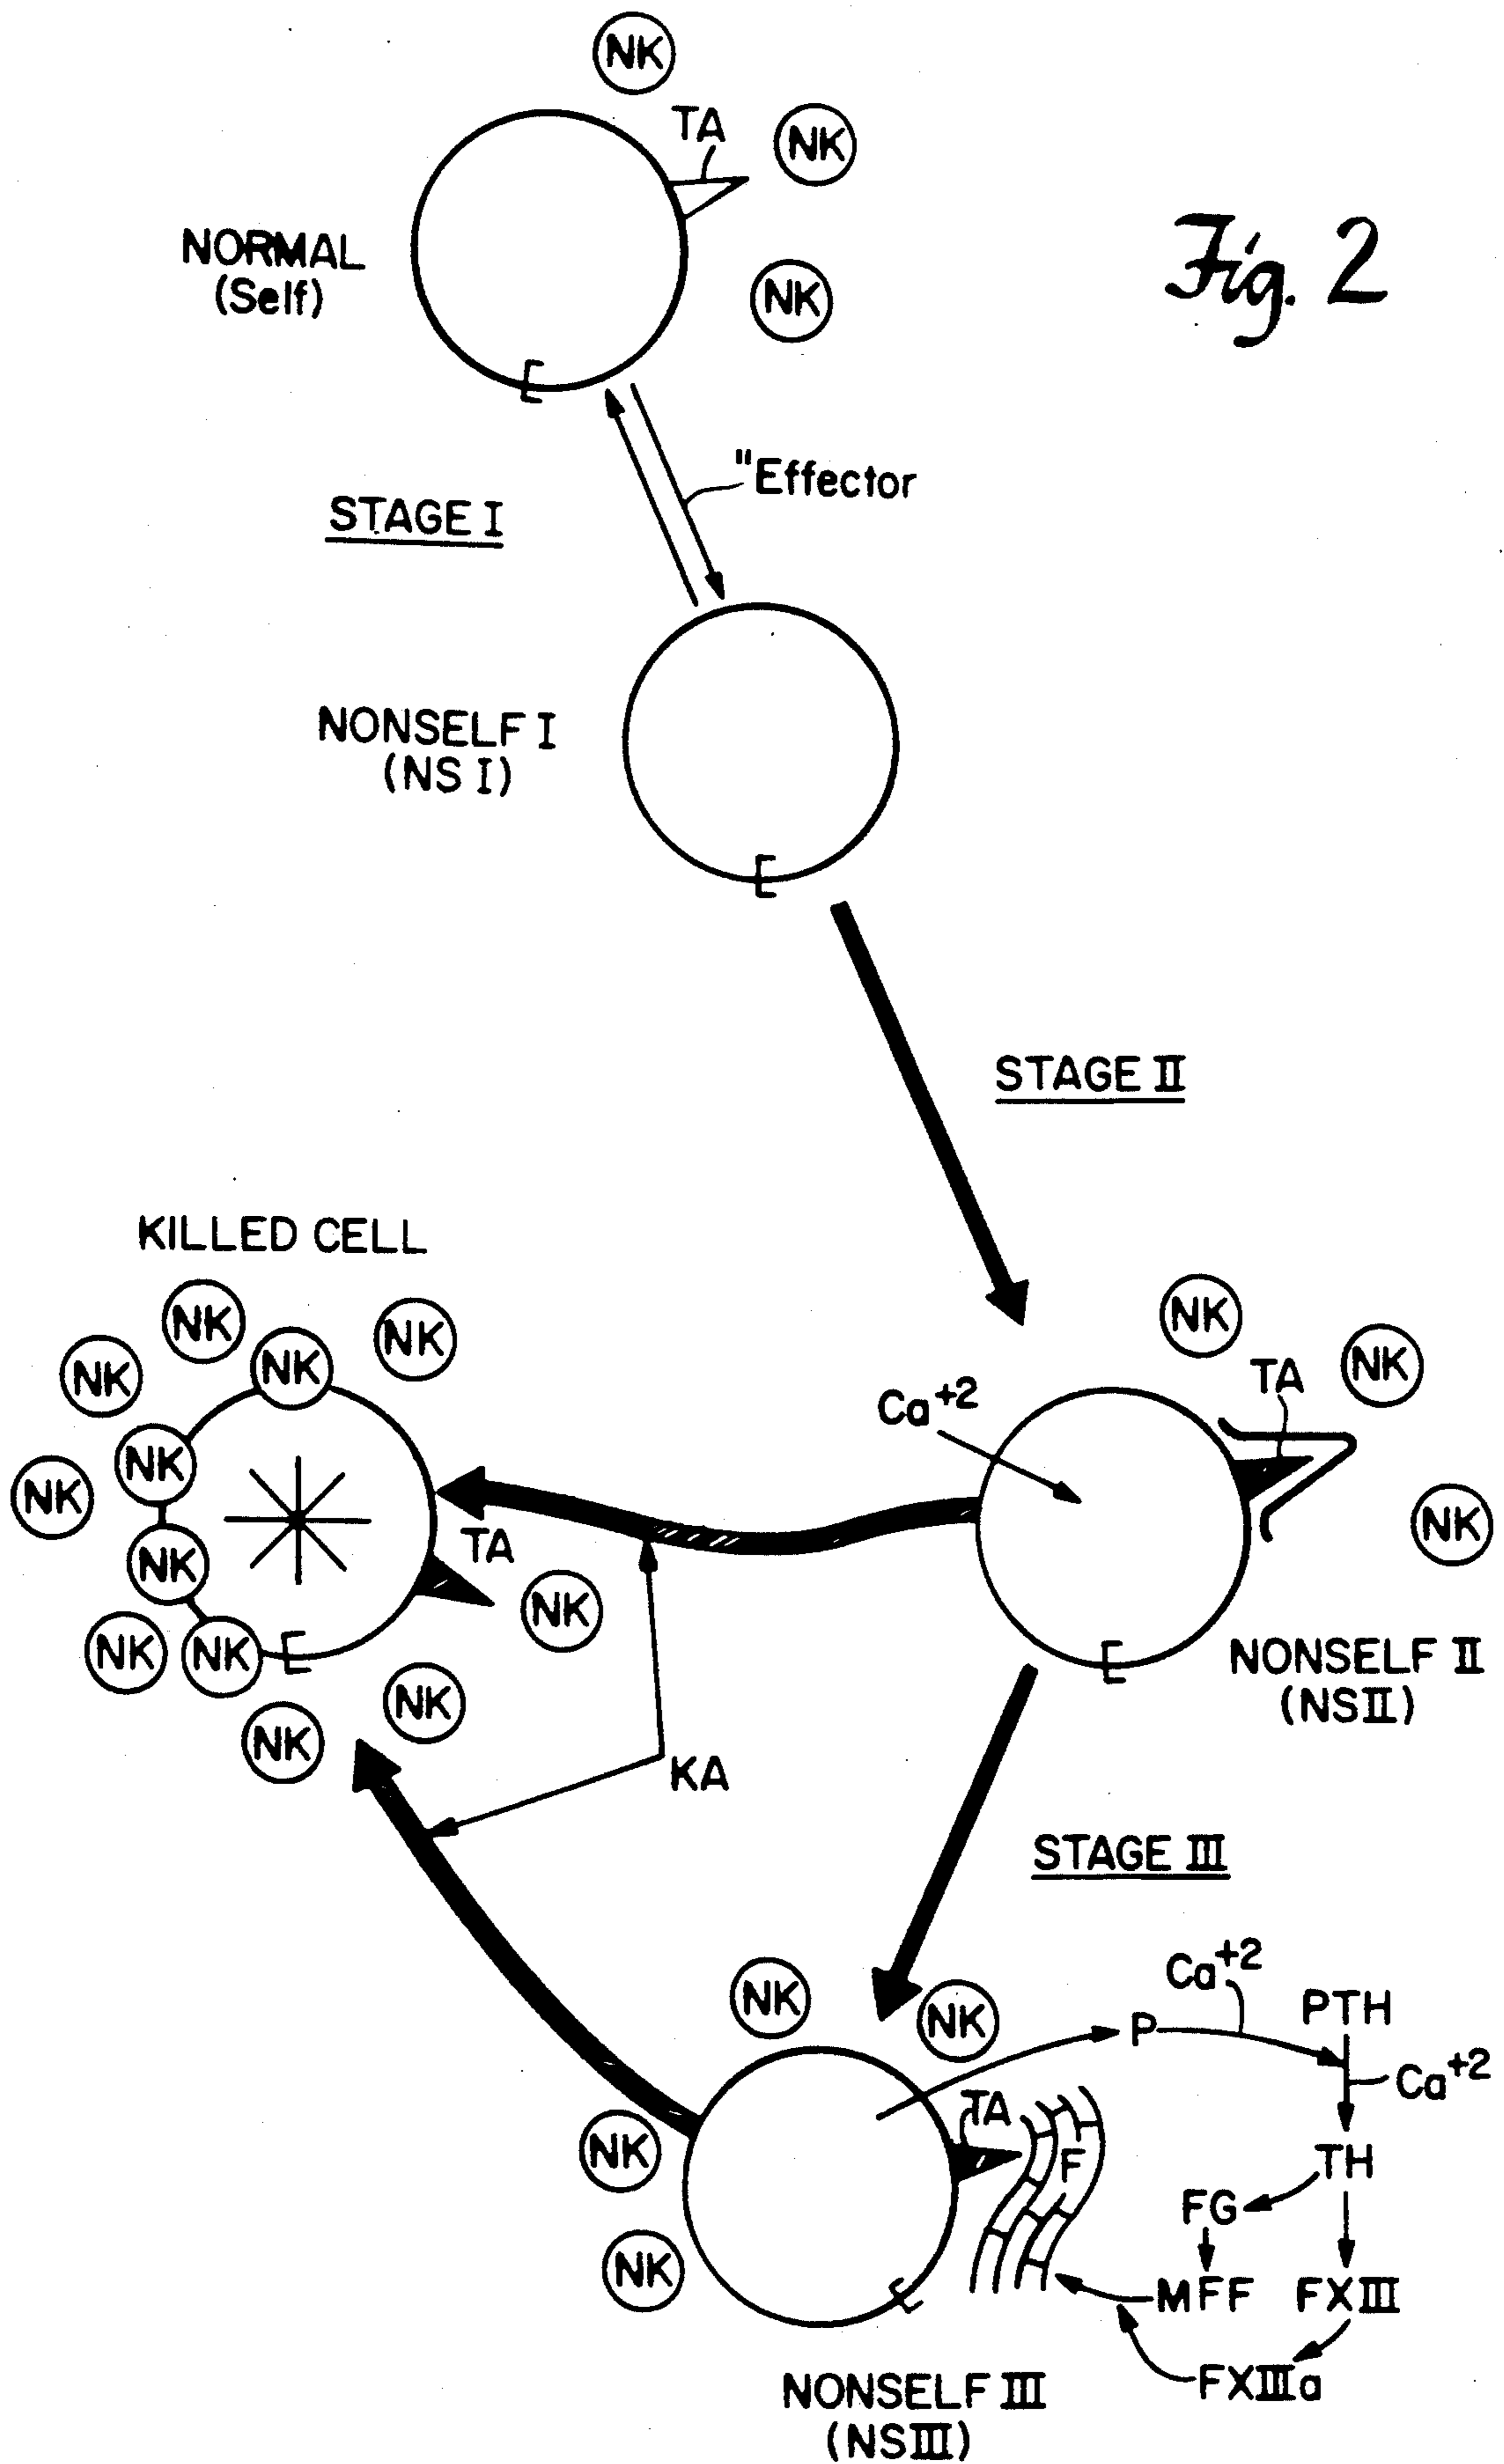 NK
TA
NK
NORMAL
(Self)
NK
Fig. 2
E
"Effector
STAGE I
NONSELF I
(NS I)
E
STAGE II
KILLED CELL
NK
NK
NK
NK
NK
NK
NK
NK
NK
NK
NK
NK
NK
TA
E
NK
TA
NK
Ca+2
NK
E
NONSELF II
(NSII)
KA
STAGE III
NK
NK
Ca+2
PTH
P
Ca+2
TA
NK
F
TH
FG
NK
MFF
FXIII
E
FXIIIa
NONSELF III
(NSIII)